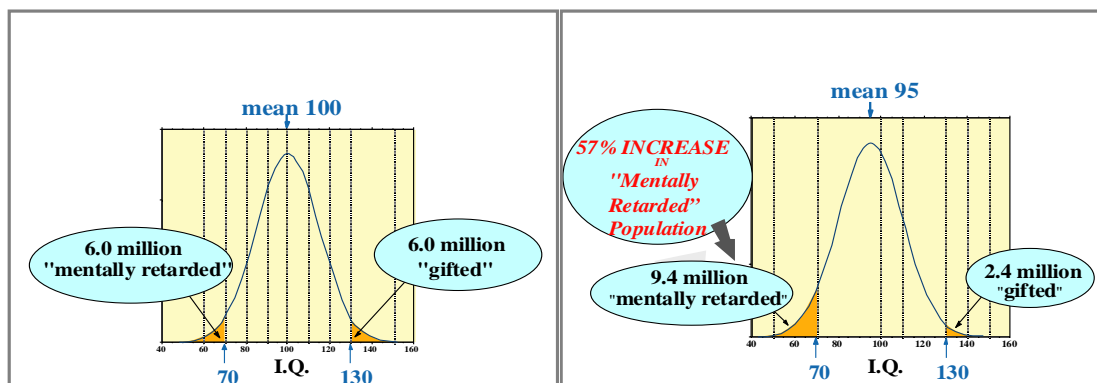 mean 100
6.0 million
"mentally retarded"
6.0 million
"gifted"
40 60 80 100 120 140 160
I.Q.
70 130
mean 95
57% INCREASE
IN
"Mentally
Retarded"
Population
9.4 million
"mentally retarded"
2.4 million
"gifted"
40 60 80 100 120 140 160
I.Q.
70 130